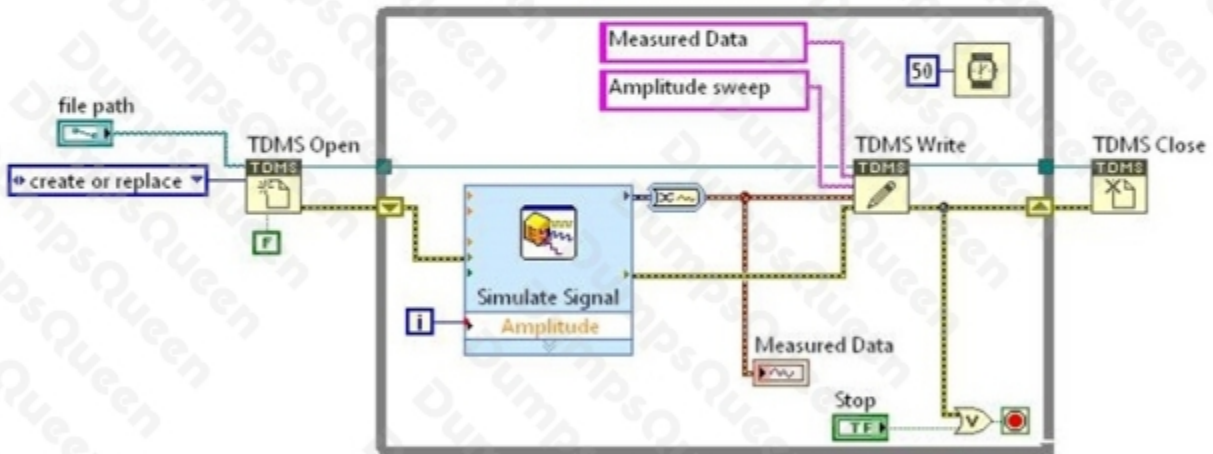 Measured Data
50
Amplitude sweep
file path
TDMS Open
TDMS Write
TDMS Close
TDMS
TDMS
TDMS
create or replace
F
Simulate Signal
i
Amplitude
Measured Data
Stop
TF
V
DumpsQueen